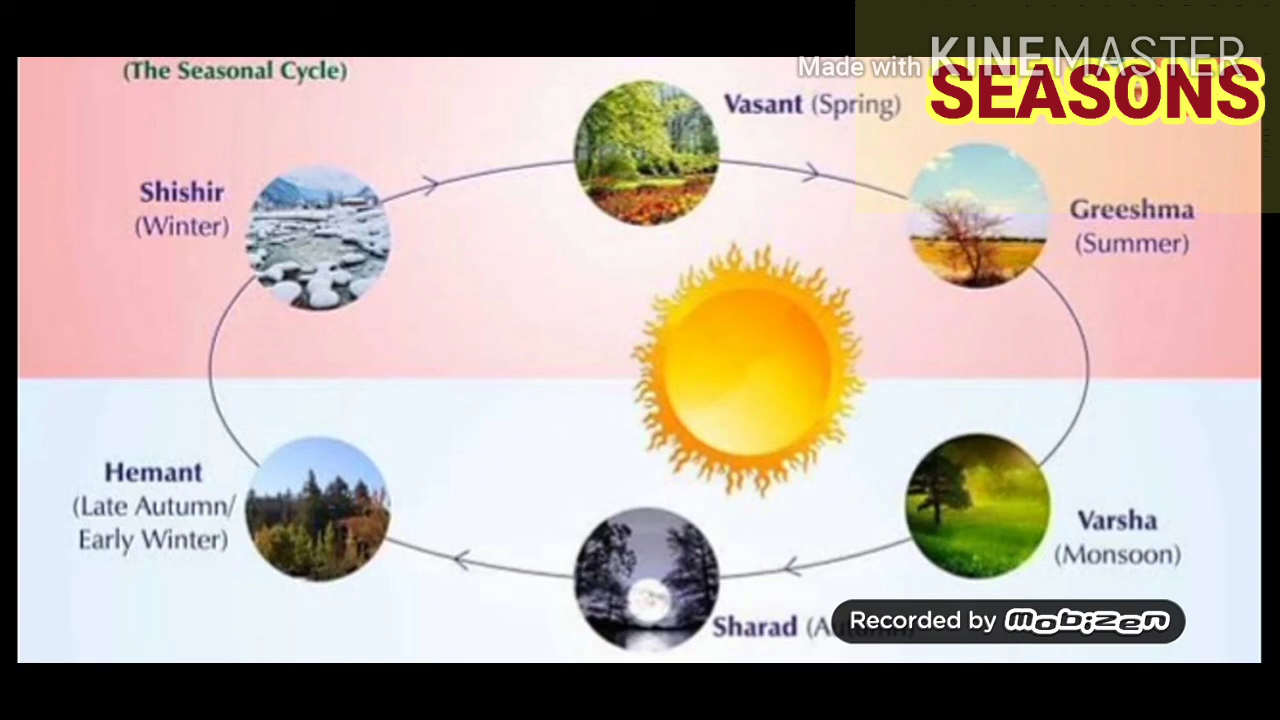 Made with KINEMASTER
SEASONS
(The Seasonal Cycle)
Vasant (Spring)
Shishir
(Winter)
Greeshma
(Summer)
Hemant
(Late Autumn/
Early Winter)
Varsha
(Monsoon)
Sharad (Autumn)
Recorded by mobizen